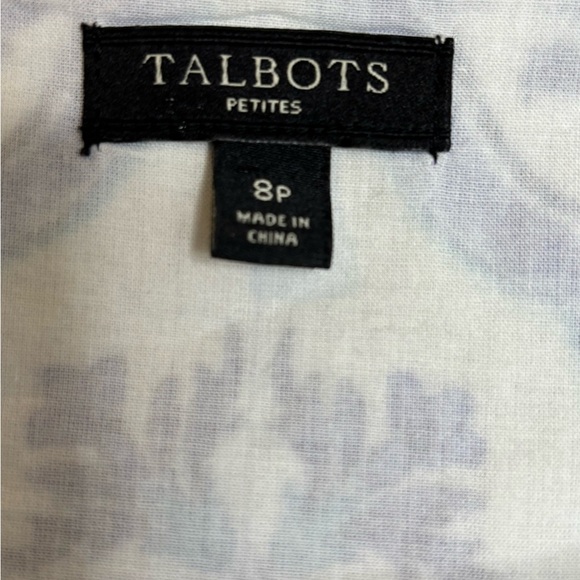 TALBOTS
PETITES
8P
MADE IN
CHINA